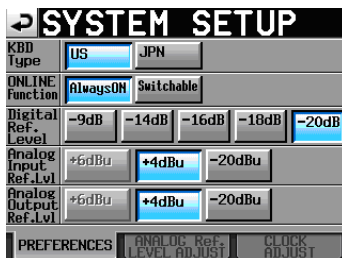 SYSTEM SETUP
KBD Type US JPN
ONLINE Function AlwaysON Switchable
Digital Ref. Level -9dB -14dB -16dB -18dB -20dB
Analog Input Ref.Lvl +6dBu +4dBu -20dBu
Analog Output Ref.Lvl +6dBu +4dBu -20dBu
PREFERENCES ANALOG Ref. LEVEL ADJUST CLOCK ADJUST